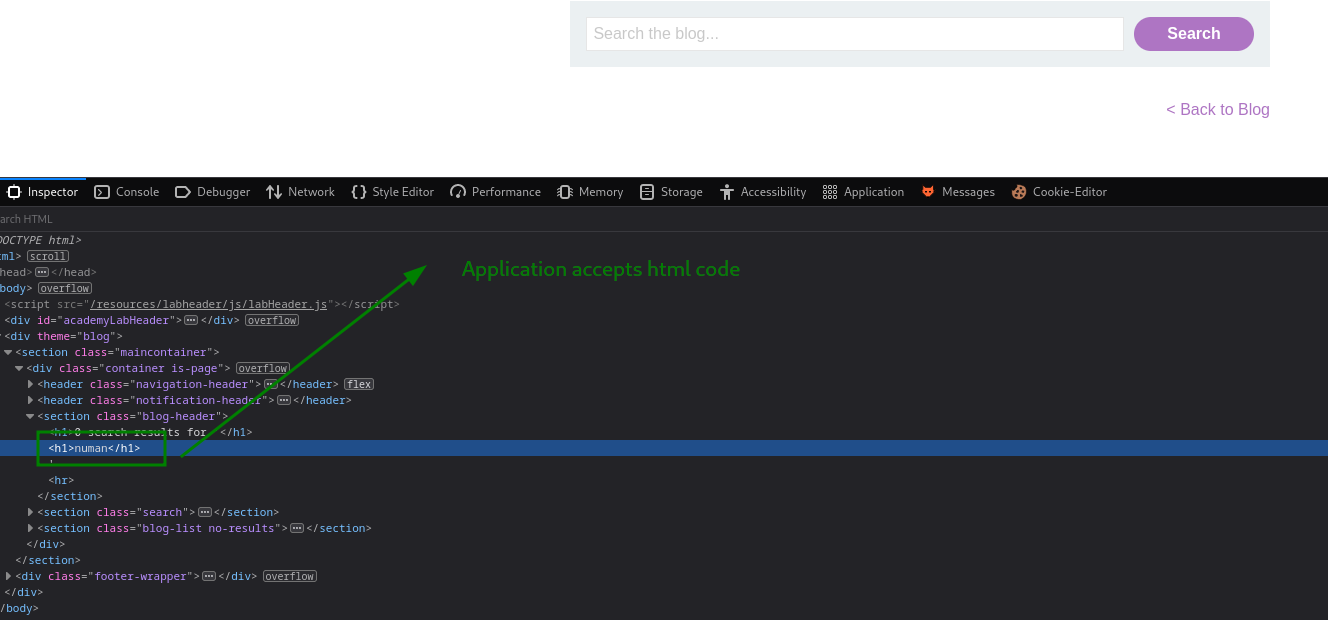 Search the blog... Search
< Back to Blog
Inspector Console Debugger Network Style Editor Performance Memory Storage Accessibility Application Messages Cookie-Editor
arch HTML
OCTYPE html>
tml> scroll
head> ••• </head>
body> overflow
Application accepts html code
<script src="/resources/labheader/js/labHeader.js"></script>
<div id="academyLabHeader"> ••• </div> overflow
<div theme="blog">
<section class="maincontainer">
<div class="container is-page"> overflow
<header class="navigation-header"> ••• </header> flex
<header class="notification-header"> ••• </header>
<section class="blog-header">
<h1>0 search results for '</h1>
<h1>numan</h1>
'
<hr>
</section>
<section class="search"> ••• </section>
<section class="blog-list no-results"> ••• </section>
</div>
</section>
<div class="footer-wrapper"> ••• </div> overflow
</div>
/body>